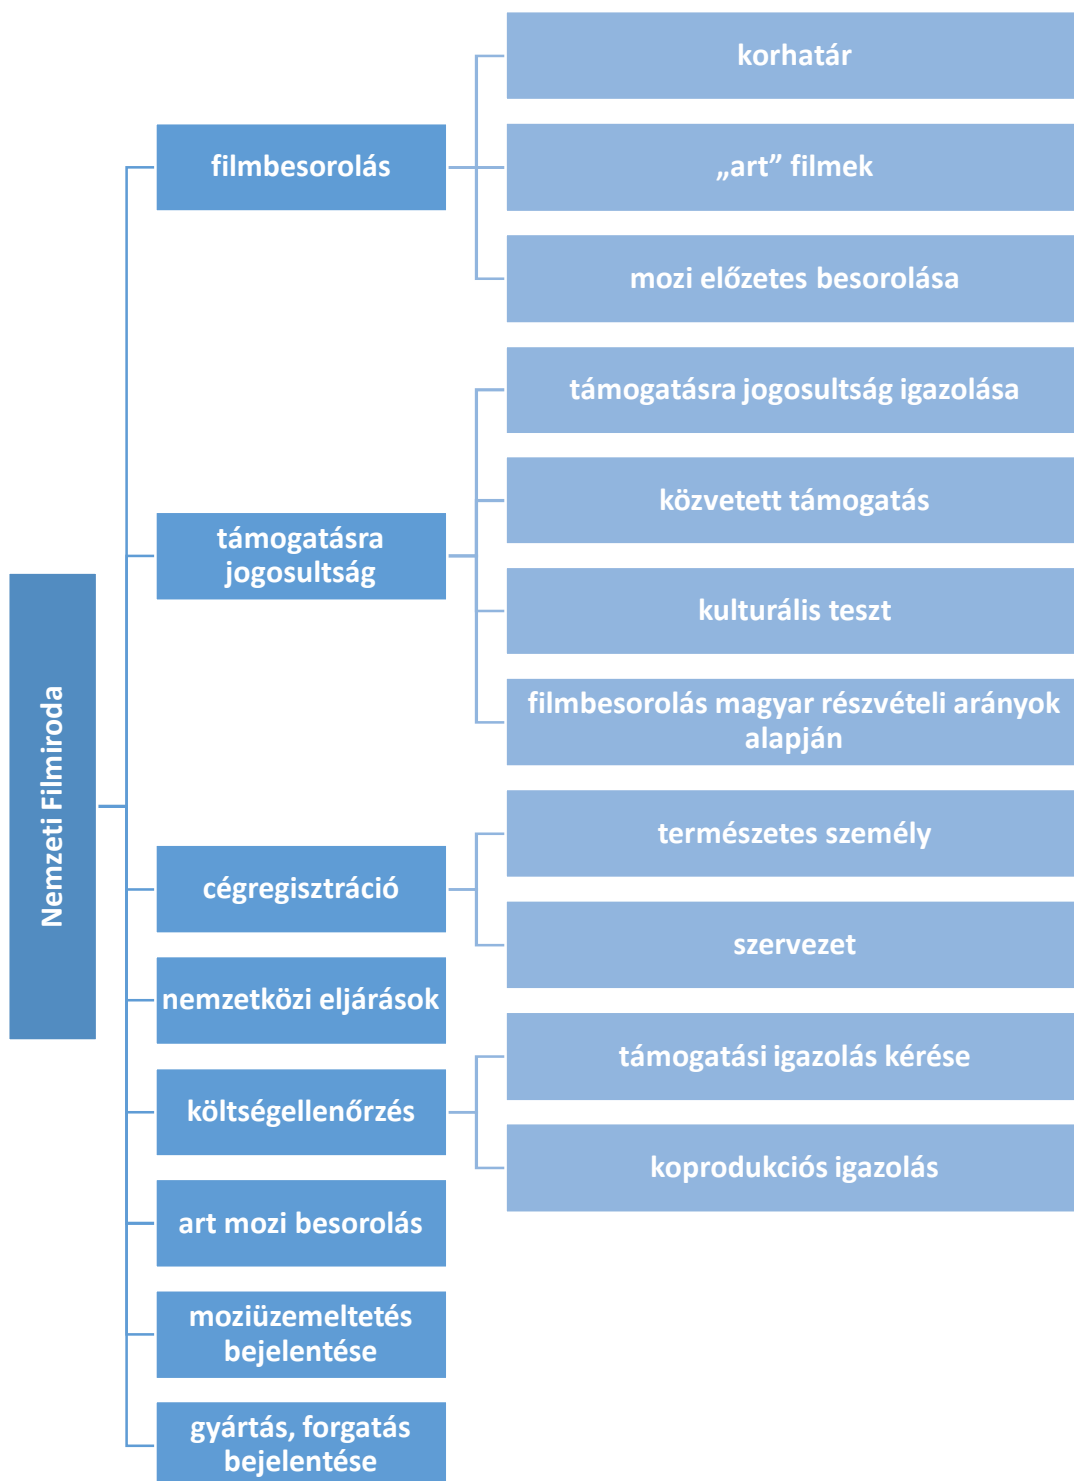 Nemzeti Filmiroda
filmbesorolás
korhatár
„art” filmek
mozi előzetes besorolása
támogatásra
jogosultság
támogatásra jogosultság igazolása
közvetett támogatás
kulturális teszt
filmbesorolás magyar részvételi arányok
alapján
cégregisztráció
természetes személy
szervezet
nemzetközi eljárások
költségellenőrzés
támogatási igazolás kérése
koprodukciós igazolás
art mozi besorolás
moziüzemeltetés
bejelentése
gyártás, forgatás
bejelentése